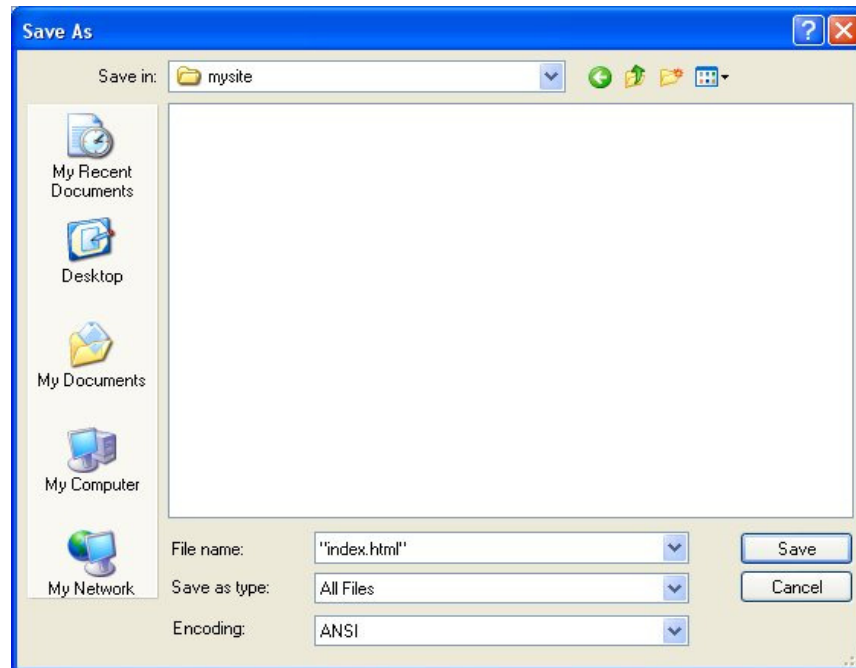 Save As
Save in: mysite
My Recent
Documents
Desktop
My Documents
My Computer
My Network
File name: "index.html" Save
Save as type: All Files Cancel
Encoding: ANSI